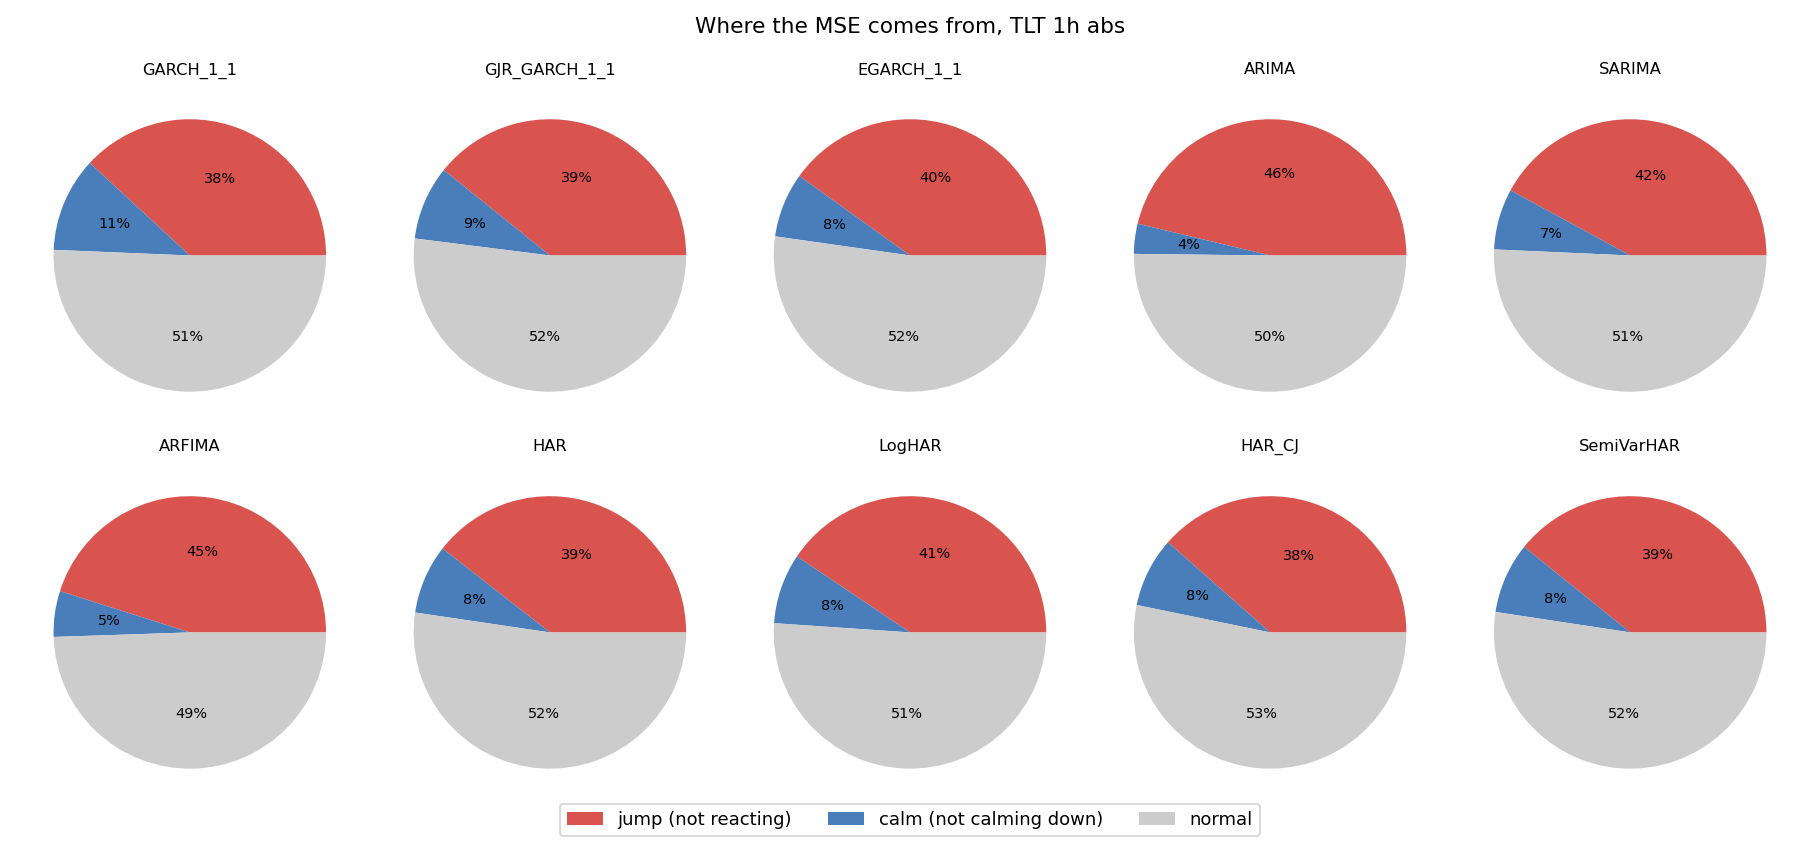 Where the MSE comes from, TLT 1h abs
GARCH_1_1
GJR_GARCH_1_1
EGARCH_1_1
ARIMA
SARIMA
38%
11%
51%
39%
9%
52%
40%
8%
52%
46%
4%
50%
42%
7%
51%
ARFIMA
HAR
LogHAR
HAR_CJ
SemiVarHAR
45%
5%
49%
39%
8%
52%
41%
8%
51%
38%
8%
53%
39%
8%
52%
jump (not reacting)
calm (not calming down)
normal